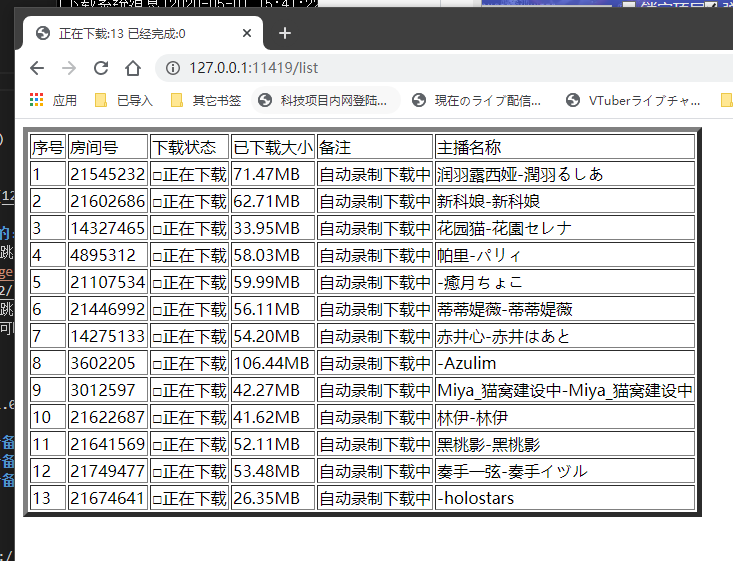 [下载系统消息]2020-05-01 15:41:22
正在下载:13 已经完成:0
127.0.0.1:11419/list
应用 已导入 其它书签 科技项目内网登陆... 現在のライブ配信... VTuberライブチャ...
序号 房间号 下载状态 已下载大小 备注 主播名称
1 21545232 □正在下载 71.47MB 自动录制下载中 润羽露西娅-潤羽るしあ
2 21602686 □正在下载 62.71MB 自动录制下载中 新科娘-新科娘
3 14327465 □正在下载 33.95MB 自动录制下载中 花园猫-花園セレナ
4 4895312 □正在下载 58.03MB 自动录制下载中 帕里-パリィ
5 21107534 □正在下载 59.99MB 自动录制下载中 -癒月ちょこ
6 21446992 □正在下载 56.11MB 自动录制下载中 蒂蒂媞薇-蒂蒂媞薇
7 14275133 □正在下载 54.20MB 自动录制下载中 赤井心-赤井はあと
8 3602205 □正在下载 106.44MB 自动录制下载中 -Azulim
9 3012597 □正在下载 42.27MB 自动录制下载中 Miya_猫窝建设中-Miya_猫窝建设中
10 21622687 □正在下载 41.62MB 自动录制下载中 林伊-林伊
11 21641569 □正在下载 52.11MB 自动录制下载中 黑桃影-黑桃影
12 21749477 □正在下载 53.48MB 自动录制下载中 奏手一弦-奏手イヅル
13 21674641 □正在下载 26.35MB 自动录制下载中 -holostars